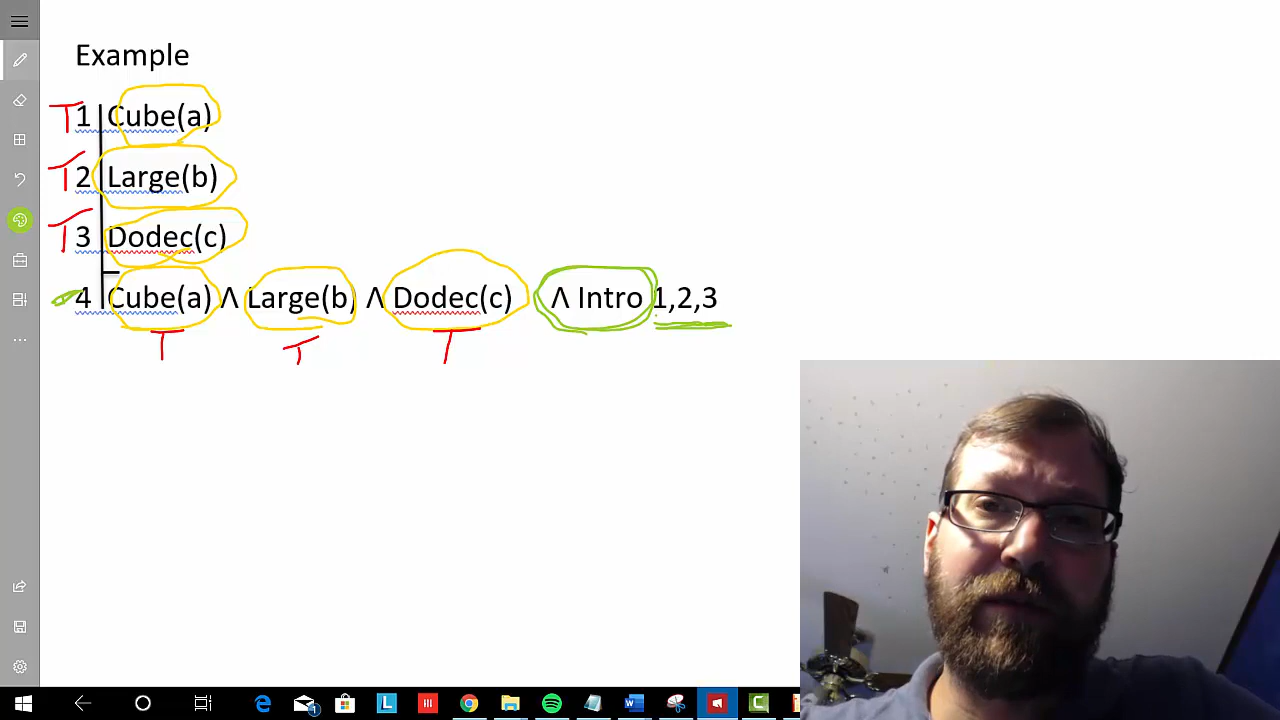 Example
T 1 Cube(a)
T 2 Large(b)
T 3 Dodec(c)
4 Cube(a) Λ Large(b) Λ Dodec(c) Λ Intro 1,2,3
T T T